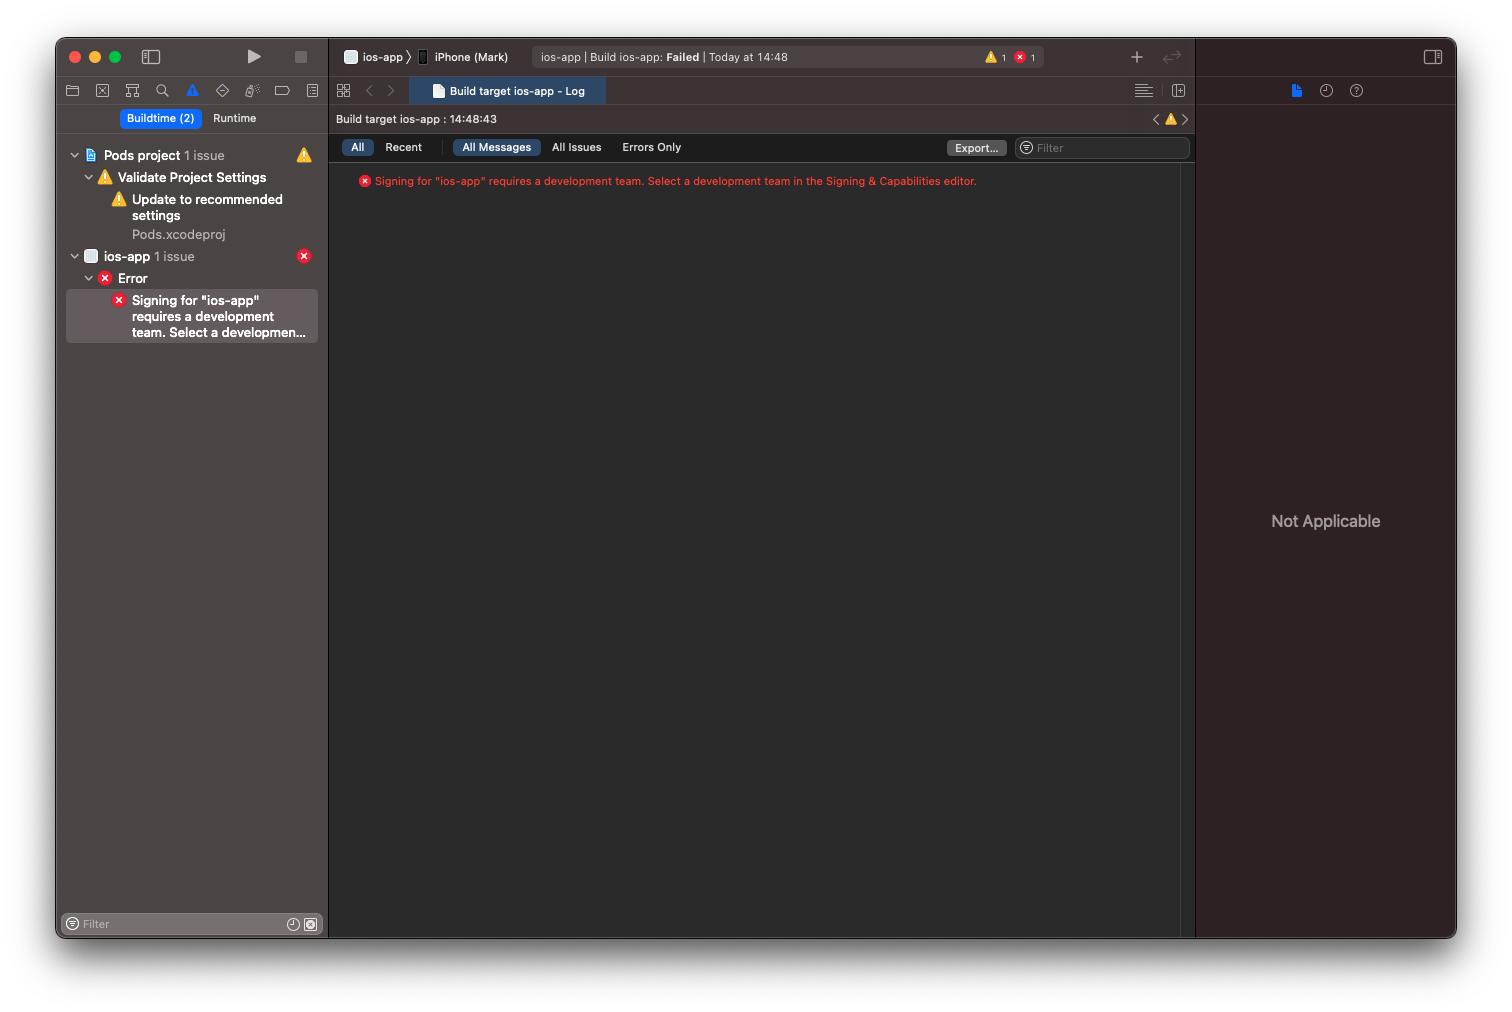 ios-app
iPhone (Mark)
ios-app | Build ios-app: Failed | Today at 14:48
1
1
Buildtime (2)
Runtime
Pods project 1 issue
Validate Project Settings
Update to recommended
settings
Pods.xcodeproj
ios-app 1 issue
Error
Signing for "ios-app"
requires a development
team. Select a developmen...
Filter
Build target ios-app - Log
Build target ios-app : 14:48:43
All
Recent
All Messages
All Issues
Errors Only
Export...
Filter
Signing for "ios-app" requires a development team. Select a development team in the Signing & Capabilities editor.
Not Applicable